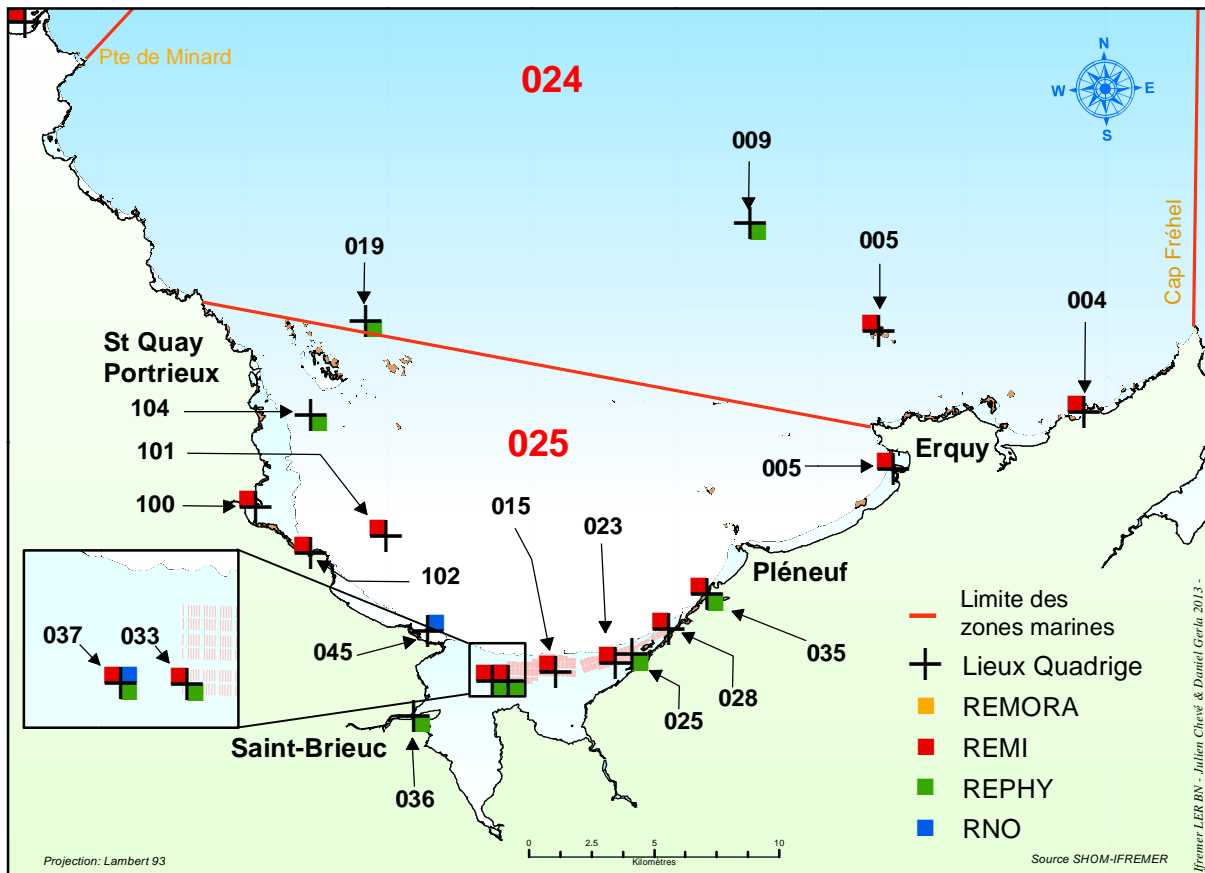 Pte de Minard
024
N
W
E
S
009
005
019
004
Cap Fréhel
St Quay
Portrieux
104
025
101
Erquy
005
100
015
023
102
Pléneuf
037
033
045
035
028
025
Saint-Brieuc
036
Limite des
zones marines
Lieux Quadrige
REMORA
REMI
REPHY
RNO
0
2.5
5
10
Kilomètres
Projection: Lambert 93
Source SHOM-IFREMER
Ifremer LER BN - Julien Chevé & Daniel Gerla 2013 -